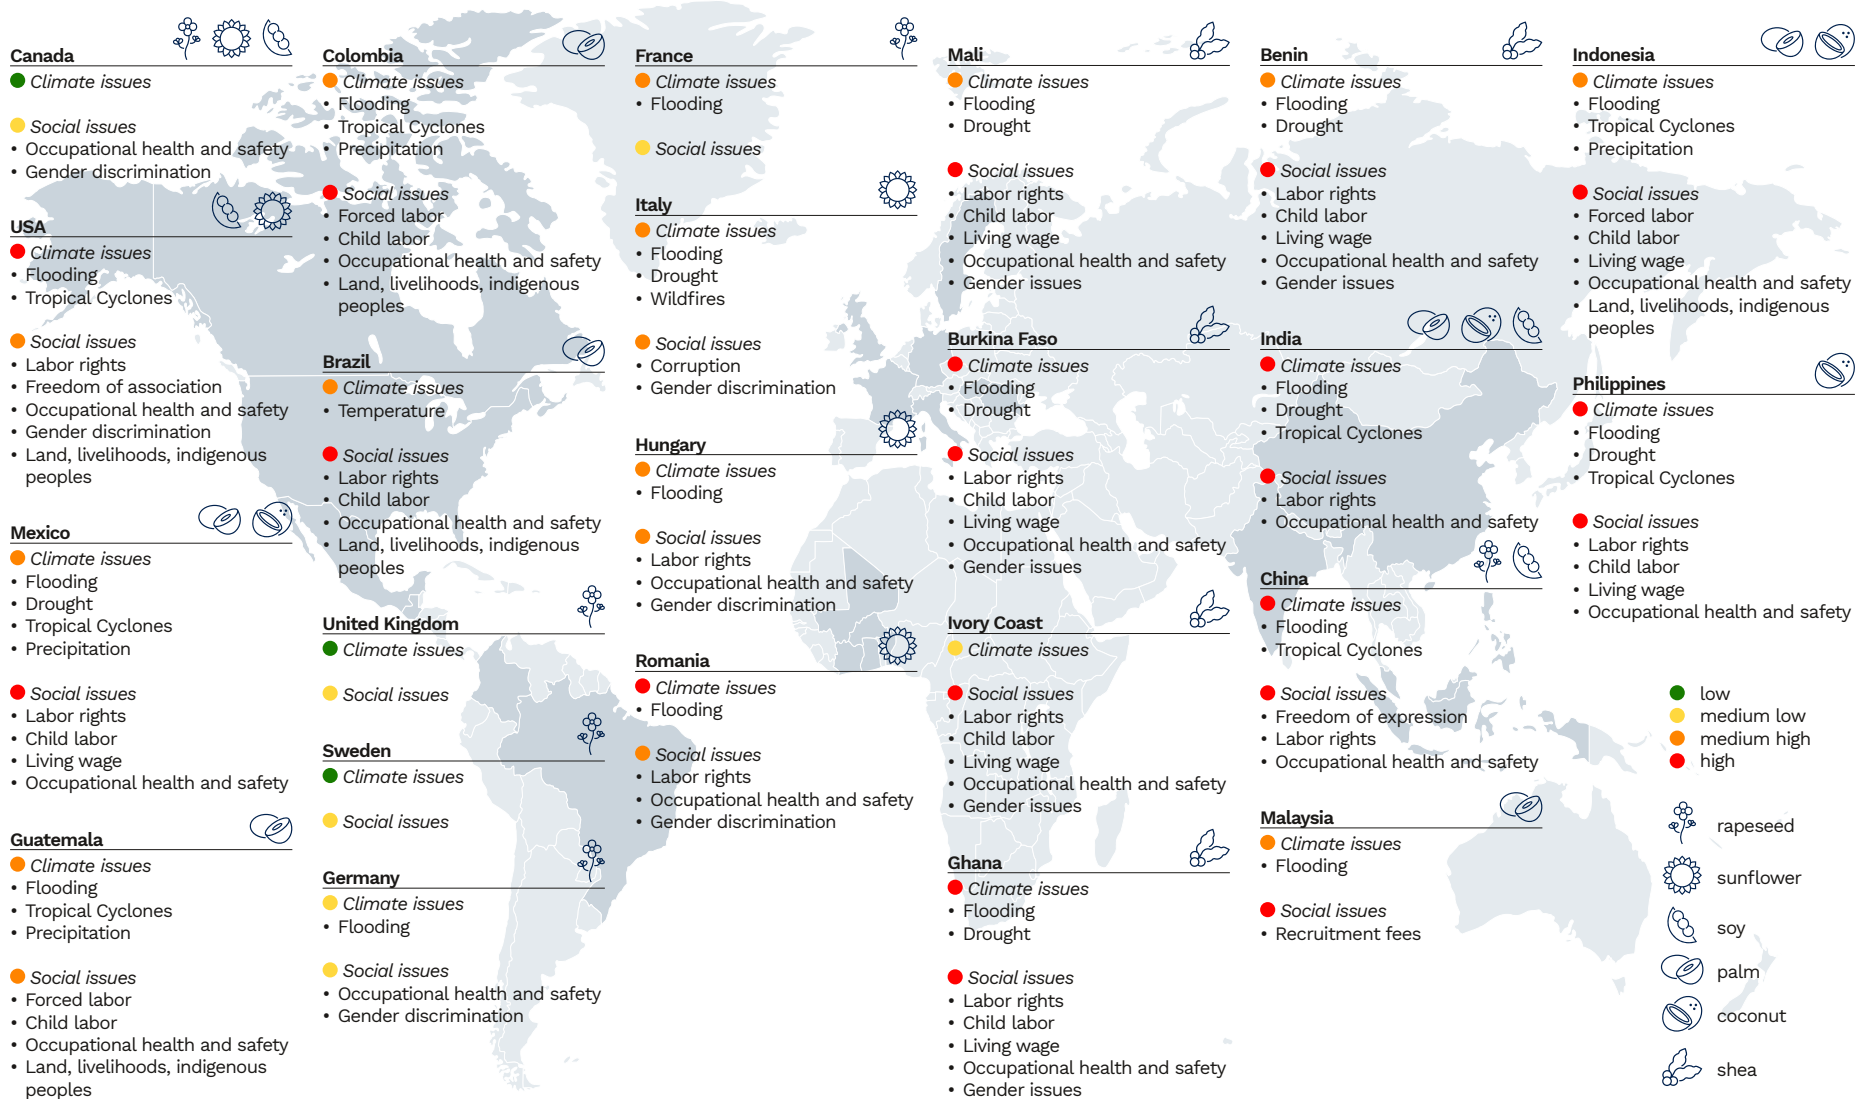 Canada
Climate issues
Social issues
• Occupational health and safety
• Gender discrimination
USA
Climate issues
• Flooding
• Tropical Cyclones
Social issues
• Labor rights
• Freedom of association
• Occupational health and safety
• Gender discrimination
• Land, livelihoods, indigenous
peoples
Mexico
Climate issues
• Flooding
• Drought
• Tropical Cyclones
• Precipitation
Social issues
• Labor rights
• Child labor
• Living wage
• Occupational health and safety
Guatemala
Climate issues
• Flooding
• Tropical Cyclones
• Precipitation
Social issues
• Forced labor
• Child labor
• Occupational health and safety
• Land, livelihoods, indigenous
peoples
Colombia
Climate issues
• Flooding
• Tropical Cyclones
• Precipitation
Social issues
• Forced labor
• Child labor
• Occupational health and safety
• Land, livelihoods, indigenous
peoples
Brazil
Climate issues
• Temperature
Social issues
• Labor rights
• Child labor
• Occupational health and safety
• Land, livelihoods, indigenous
peoples
United Kingdom
Climate issues
Social issues
Sweden
Climate issues
Social issues
Germany
Climate issues
• Flooding
Social issues
• Occupational health and safety
• Gender discrimination
France
Climate issues
• Flooding
Social issues
Italy
Climate issues
• Flooding
• Drought
• Wildfires
Social issues
• Corruption
• Gender discrimination
Hungary
Climate issues
• Flooding
Social issues
• Labor rights
• Occupational health and safety
• Gender discrimination
Romania
Climate issues
• Flooding
Social issues
• Labor rights
• Occupational health and safety
• Gender discrimination
Mali
Climate issues
• Flooding
• Drought
Social issues
• Labor rights
• Child labor
• Living wage
• Occupational health and safety
• Gender issues
Burkina Faso
Climate issues
• Flooding
• Drought
Social issues
• Labor rights
• Child labor
• Living wage
• Occupational health and safety
• Gender issues
Ivory Coast
Climate issues
Social issues
• Labor rights
• Child labor
• Living wage
• Occupational health and safety
• Gender issues
Ghana
Climate issues
• Flooding
• Drought
Social issues
• Labor rights
• Child labor
• Living wage
• Occupational health and safety
• Gender issues
Benin
Climate issues
• Flooding
• Drought
Social issues
• Labor rights
• Child labor
• Living wage
• Occupational health and safety
• Gender issues
India
Climate issues
• Flooding
• Drought
• Tropical Cyclones
Social issues
• Labor rights
• Occupational health and safety
China
Climate issues
• Flooding
• Tropical Cyclones
Social issues
• Freedom of expression
• Labor rights
• Occupational health and safety
Malaysia
Climate issues
• Flooding
Social issues
• Recruitment fees
Indonesia
Climate issues
• Flooding
• Tropical Cyclones
• Precipitation
Social issues
• Forced labor
• Child labor
• Living wage
• Occupational health and safety
• Land, livelihoods, indigenous
peoples
Philippines
Climate issues
• Flooding
• Drought
• Tropical Cyclones
Social issues
• Labor rights
• Child labor
• Living wage
• Occupational health and safety
low
medium low
medium high
high
rapeseed
sunflower
soy
palm
coconut
shea